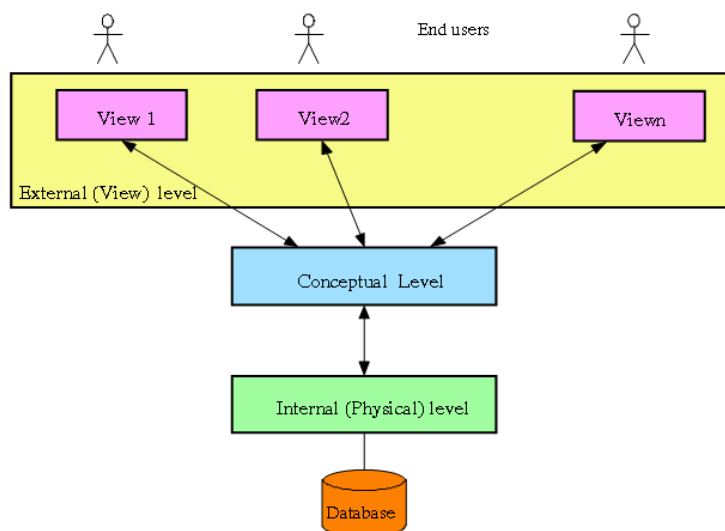 End users
View 1
View2
Viewn
External (View) level
Conceptual Level
Internal (Physical) level
Database